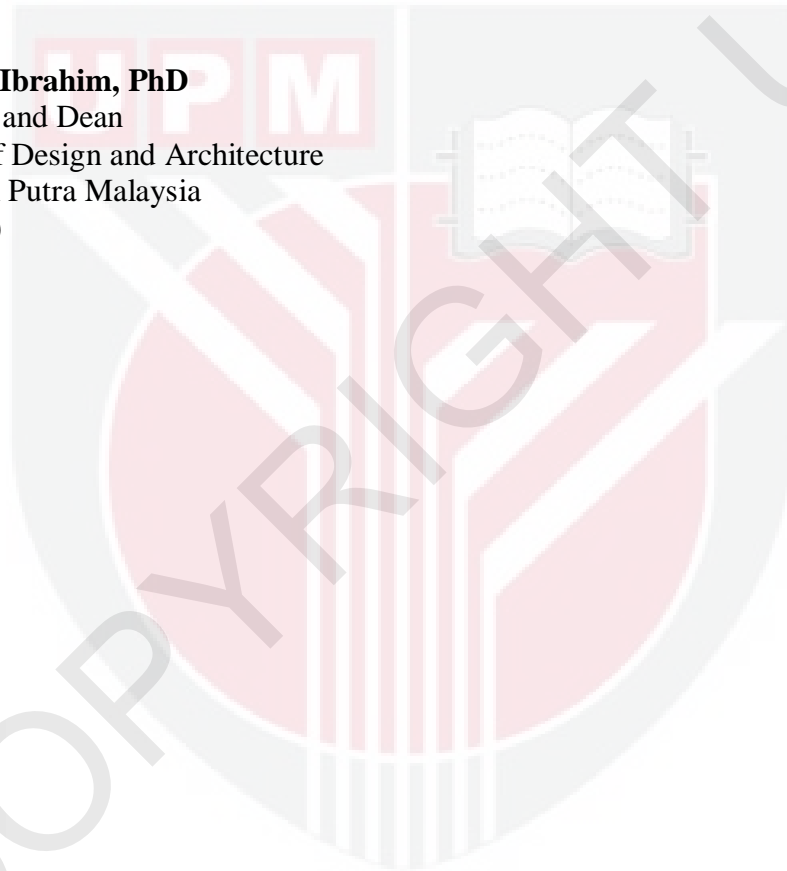 Ibrahim, PhD
and Dean
Design and Architecture
Putra Malaysia
)
UPM
COPYRIGHT U